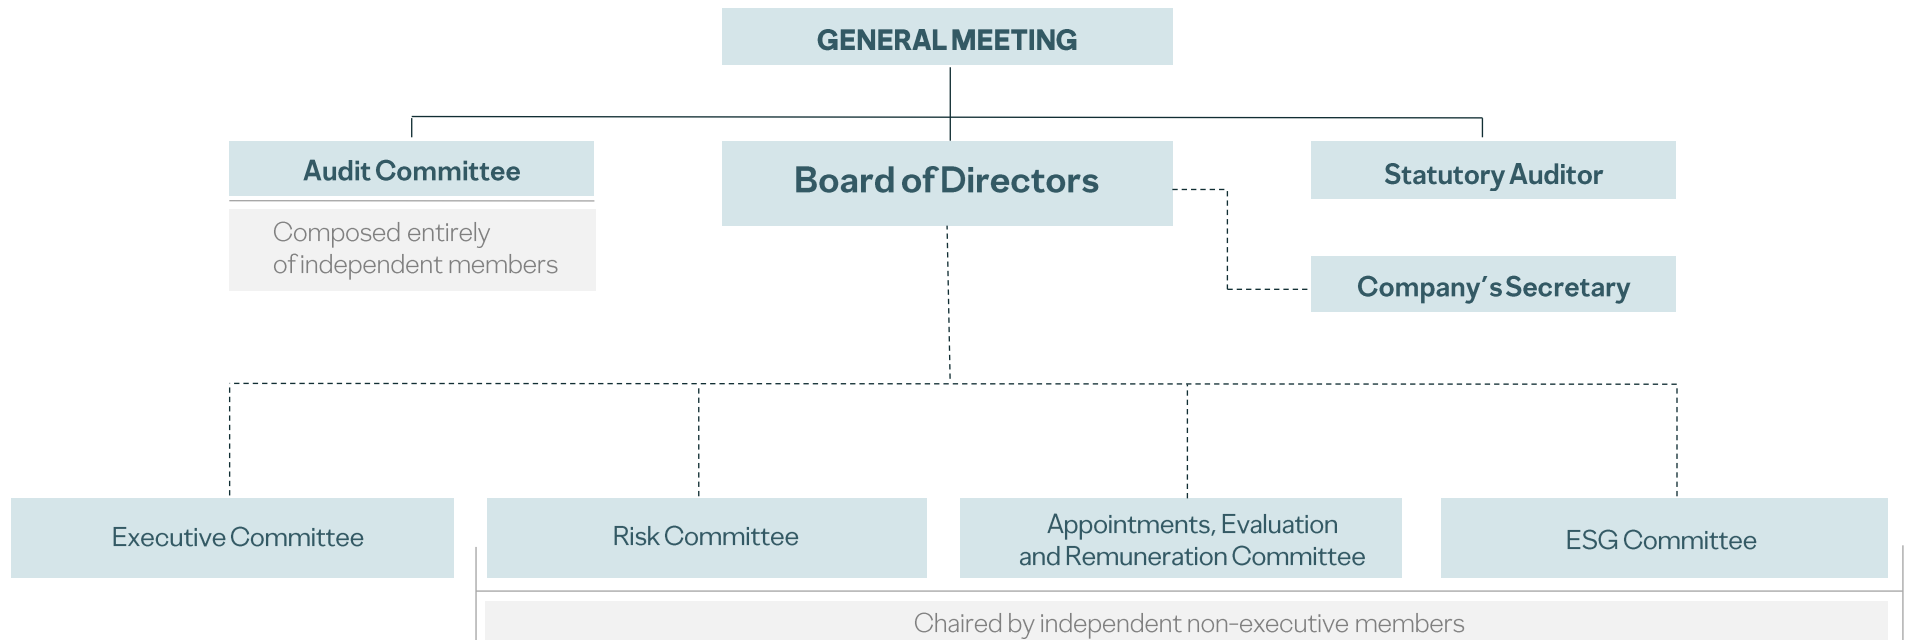 GENERAL MEETING
Audit Committee
Board of Directors
Statutory Auditor
Composed entirely
of independent members
Company's Secretary
Executive Committee
Risk Committee
Appointments, Evaluation
and Remuneration Committee
ESG Committee
Chaired by independent non-executive members